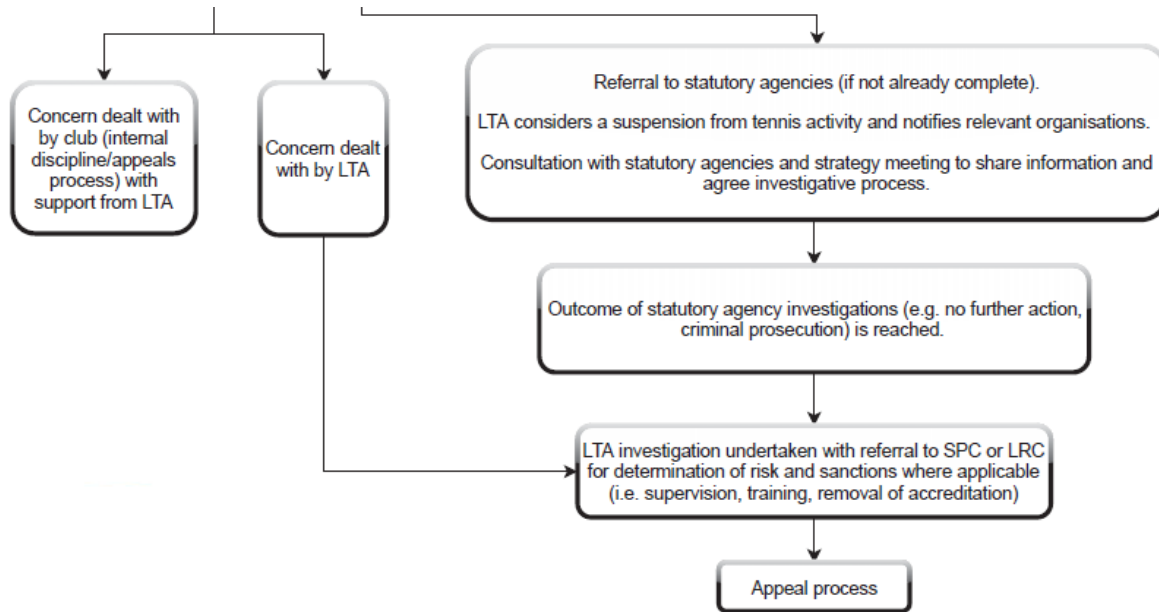 Concern dealt with
by club (internal
discipline/appeals
process) with
support from LTA
Concern dealt
with by LTA
Referral to statutory agencies (if not already complete).
LTA considers a suspension from tennis activity and notifies relevant organisations.
Consultation with statutory agencies and strategy meeting to share information and
agree investigative process.
Outcome of statutory agency investigations (e.g. no further action,
criminal prosecution) is reached.
LTA investigation undertaken with referral to SPC or LRC
for determination of risk and sanctions where applicable
(i.e. supervision, training, removal of accreditation)
Appeal process